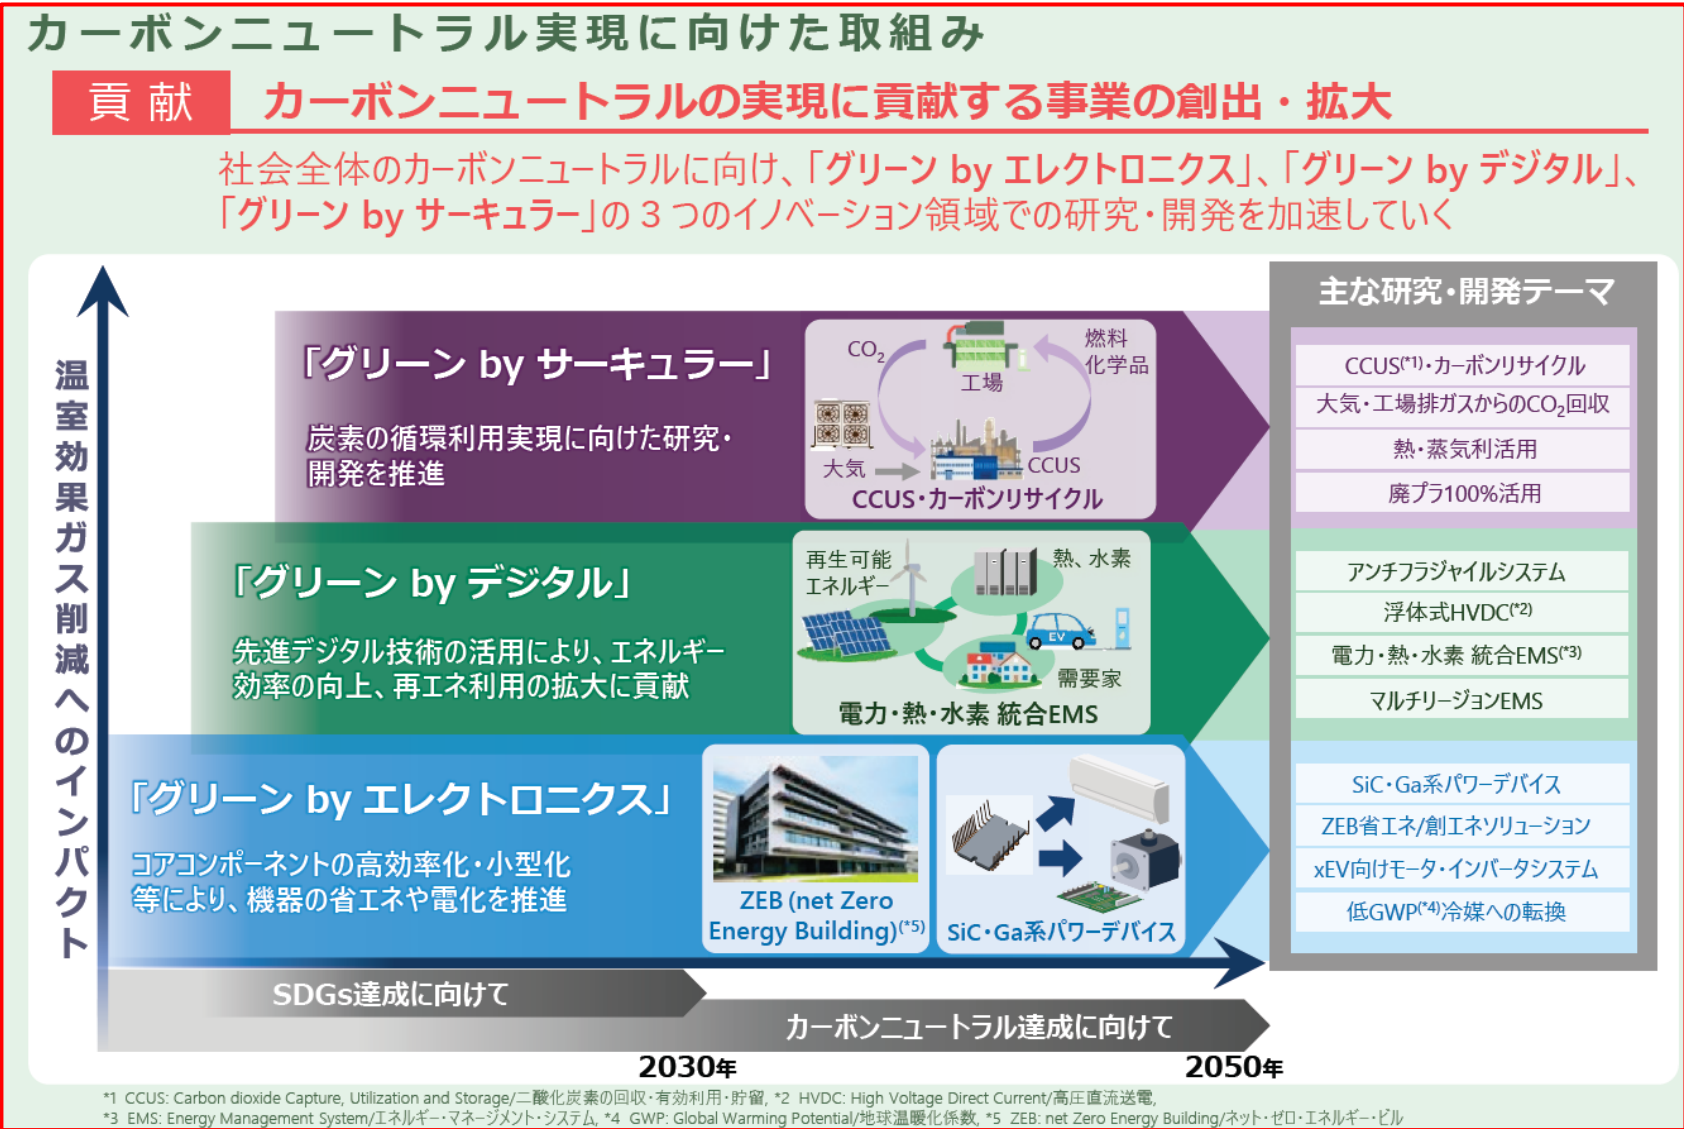 カーボンニュートラル実現に向けた取組み
貢献
カーボンニュートラルの実現に貢献する事業の創出・拡大
社会全体のカーボンニュートラルに向け、「グリーン by エレクトロニクス」、「グリーン by デジタル」、
「グリーン by サーキュラー」の３つのイノベーション領域での研究・開発を加速していく
温室効果ガス削減へのインパクト
「グリーン by サーキュラー」
炭素の循環利用実現に向けた研究・
開発を推進
CO2
工場
燃料
化学品
大気
CCUS
CCUS・カーボンリサイクル
「グリーン by デジタル」
先進デジタル技術の活用により、エネルギー
効率の向上、再エネ利用の拡大に貢献
再生可能
エネルギー
熱、水素
EV
需要家
電力・熱・水素 統合EMS
「グリーン by エレクトロニクス」
コアコンポーネントの高効率化・小型化
等により、機器の省エネや電化を推進
ZEB (net Zero
Energy Building)(*5)
SiC・Ga系パワーデバイス
主な研究・開発テーマ
CCUS(*1)・カーボンリサイクル
大気・工場排ガスからのCO2回収
熱・蒸気利活用
廃プラ100%活用
アンチフラジャイルシステム
浮体式HVDC(*2)
電力・熱・水素 統合EMS(*3)
マルチリージョンEMS
SiC・Ga系パワーデバイス
ZEB省エネ/創エネソリューション
xEV向けモータ・インバータシステム
低GWP(*4)冷媒への転換
SDGs達成に向けて
カーボンニュートラル達成に向けて
2030年
2050年
*1 CCUS: Carbon dioxide Capture, Utilization and Storage/二酸化炭素の回収・有効利用・貯留, *2 HVDC: High Voltage Direct Current/高圧直流送電,
*3 EMS: Energy Management System/エネルギー・マネージメント・システム, *4 GWP: Global Warming Potential/地球温暖化係数, *5 ZEB: net Zero Energy Building/ネット・ゼロ・エネルギー・ビル